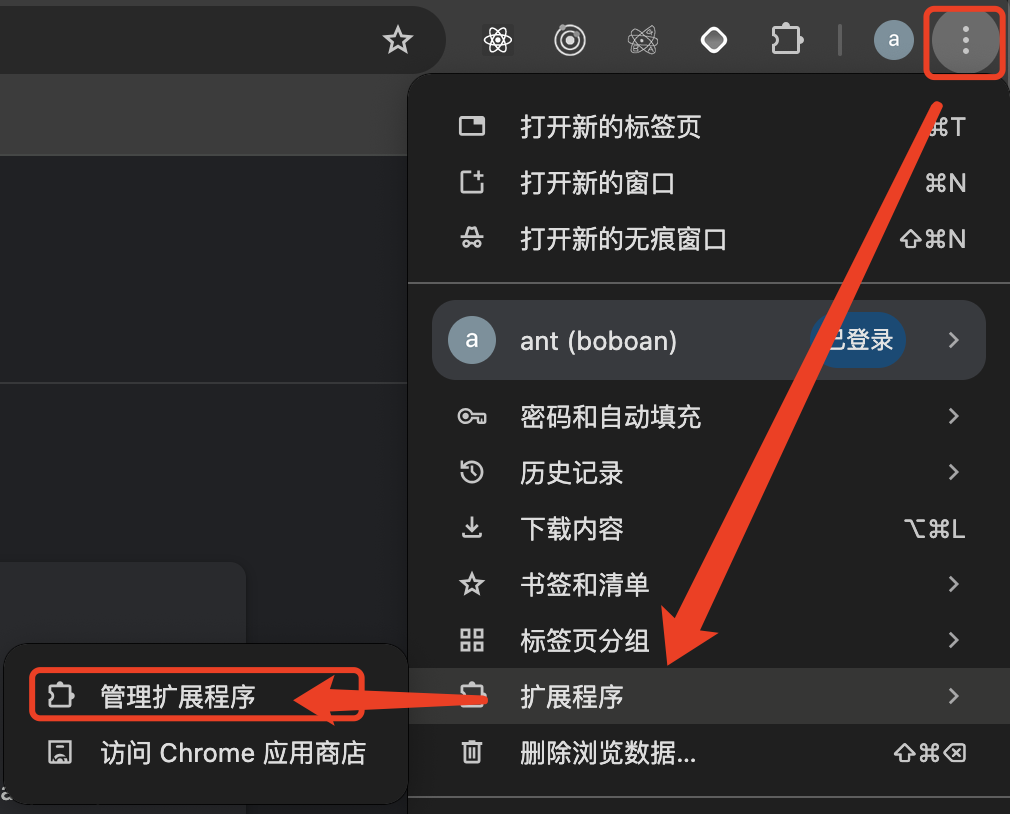 a
打开新的标签页 ⌘T
打开新的窗口 ⌘N
打开新的无痕窗口 ⇧⌘N
a ant (boboan) 已登录
密码和自动填充
历史记录
下载内容 ⌥⌘L
书签和清单
标签页分组
扩展程序
管理扩展程序
删除浏览数据... ⇧⌘⌫
访问 Chrome 应用商店